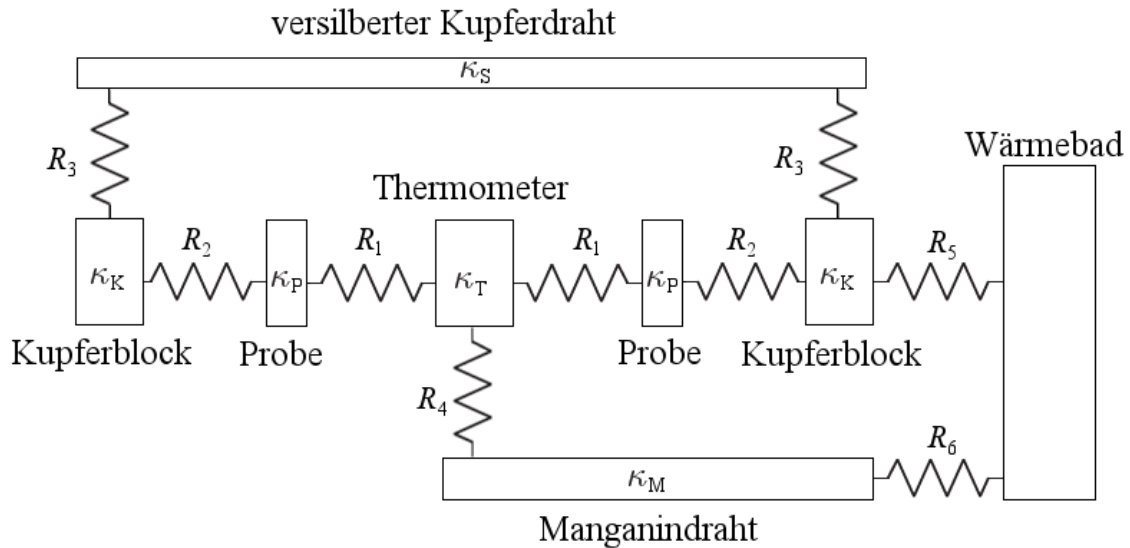 versilberter Kupferdraht
κS
R3
R3
Wärmebad
Thermometer
R2
R1
R1
R2
R5
κK
κP
κT
κP
κK
Kupferblock
Probe
Probe
Kupferblock
R4
R6
κM
Manganindraht